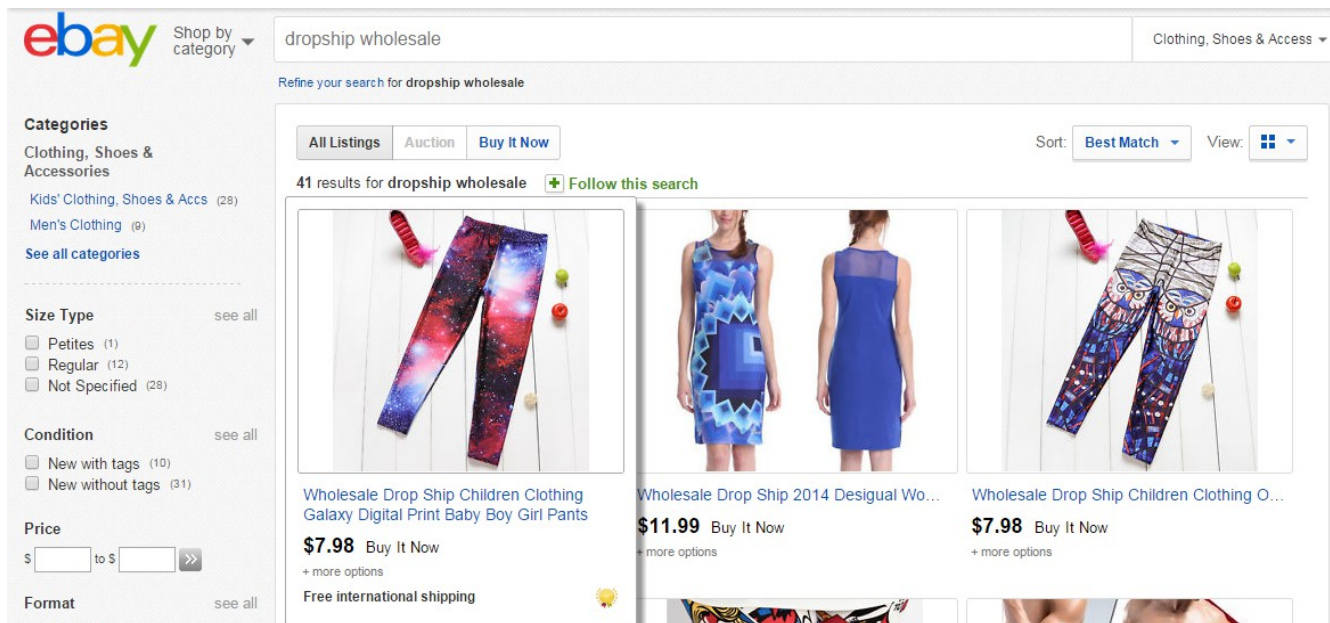 ebay
Shop by
category
dropship wholesale
Clothing, Shoes & Access
Refine your search for dropship wholesale
Categories
Clothing, Shoes &
Accessories
Kids' Clothing, Shoes & Accs (28)
Men's Clothing (9)
See all categories
Size Type see all
Petites (1)
Regular (12)
Not Specified (28)
Condition see all
New with tags (10)
New without tags (31)
Price
$ to $
Format see all
All Listings Auction Buy It Now
Sort: Best Match View:
41 results for dropship wholesale Follow this search
Wholesale Drop Ship Children Clothing
Galaxy Digital Print Baby Boy Girl Pants
$7.98 Buy It Now
+ more options
Free international shipping
Wholesale Drop Ship 2014 Desigual Wo...
$11.99 Buy It Now
+ more options
Wholesale Drop Ship Children Clothing O...
$7.98 Buy It Now
+ more options